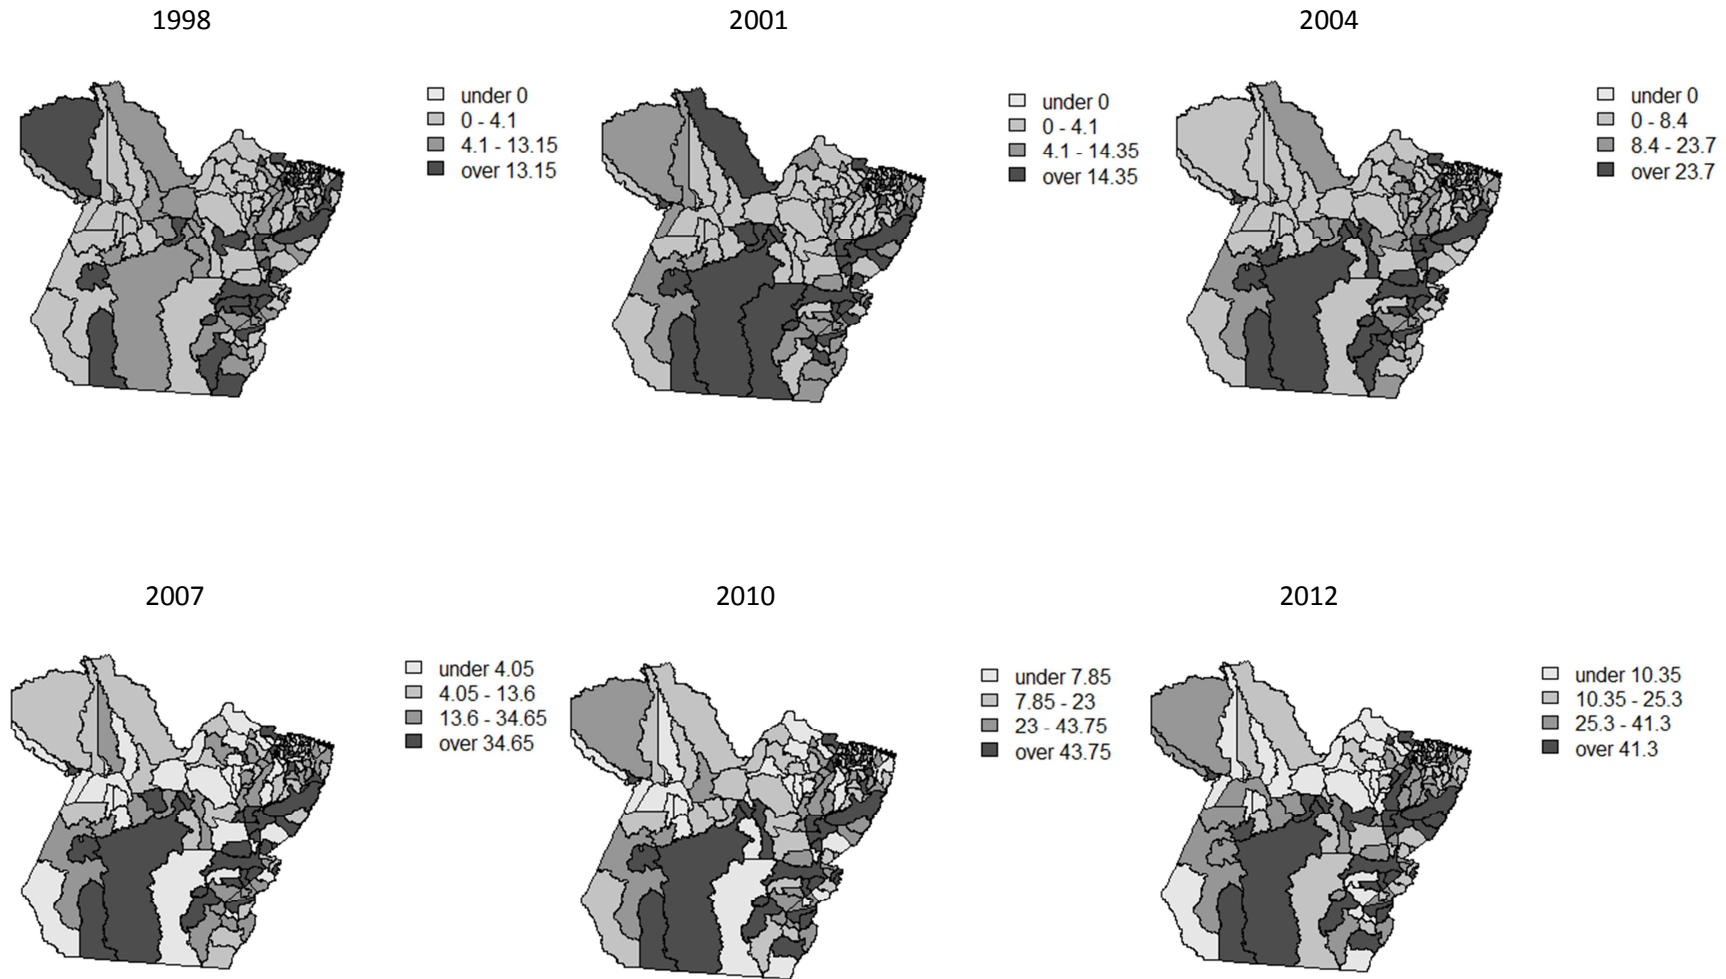 1998
under 0
0 - 4.1
4.1 - 13.15
over 13.15
2001
under 0
0 - 4.1
4.1 - 14.35
over 14.35
2004
under 0
0 - 8.4
8.4 - 23.7
over 23.7
2007
under 4.05
4.05 - 13.6
13.6 - 34.65
over 34.65
2010
under 7.85
7.85 - 23
23 - 43.75
over 43.75
2012
under 10.35
10.35 - 25.3
25.3 - 41.3
over 41.3